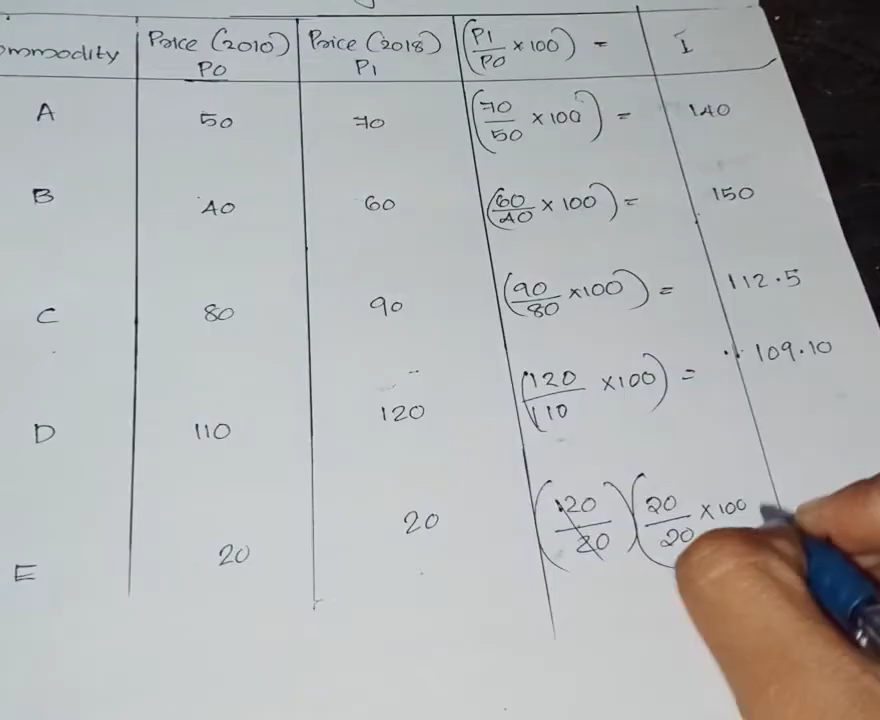 ommodity Price (2010) P0 Price (2018) P1 (P1/P0 × 100) = I
A 50 70 (70/50 × 100) = 140
B 40 60 (60/40 × 100) = 150
C 80 90 (90/80 × 100) = 112.5
D 110 120 (120/110 × 100) = 109.10
E 20 20 (120/20) (20/20 × 100